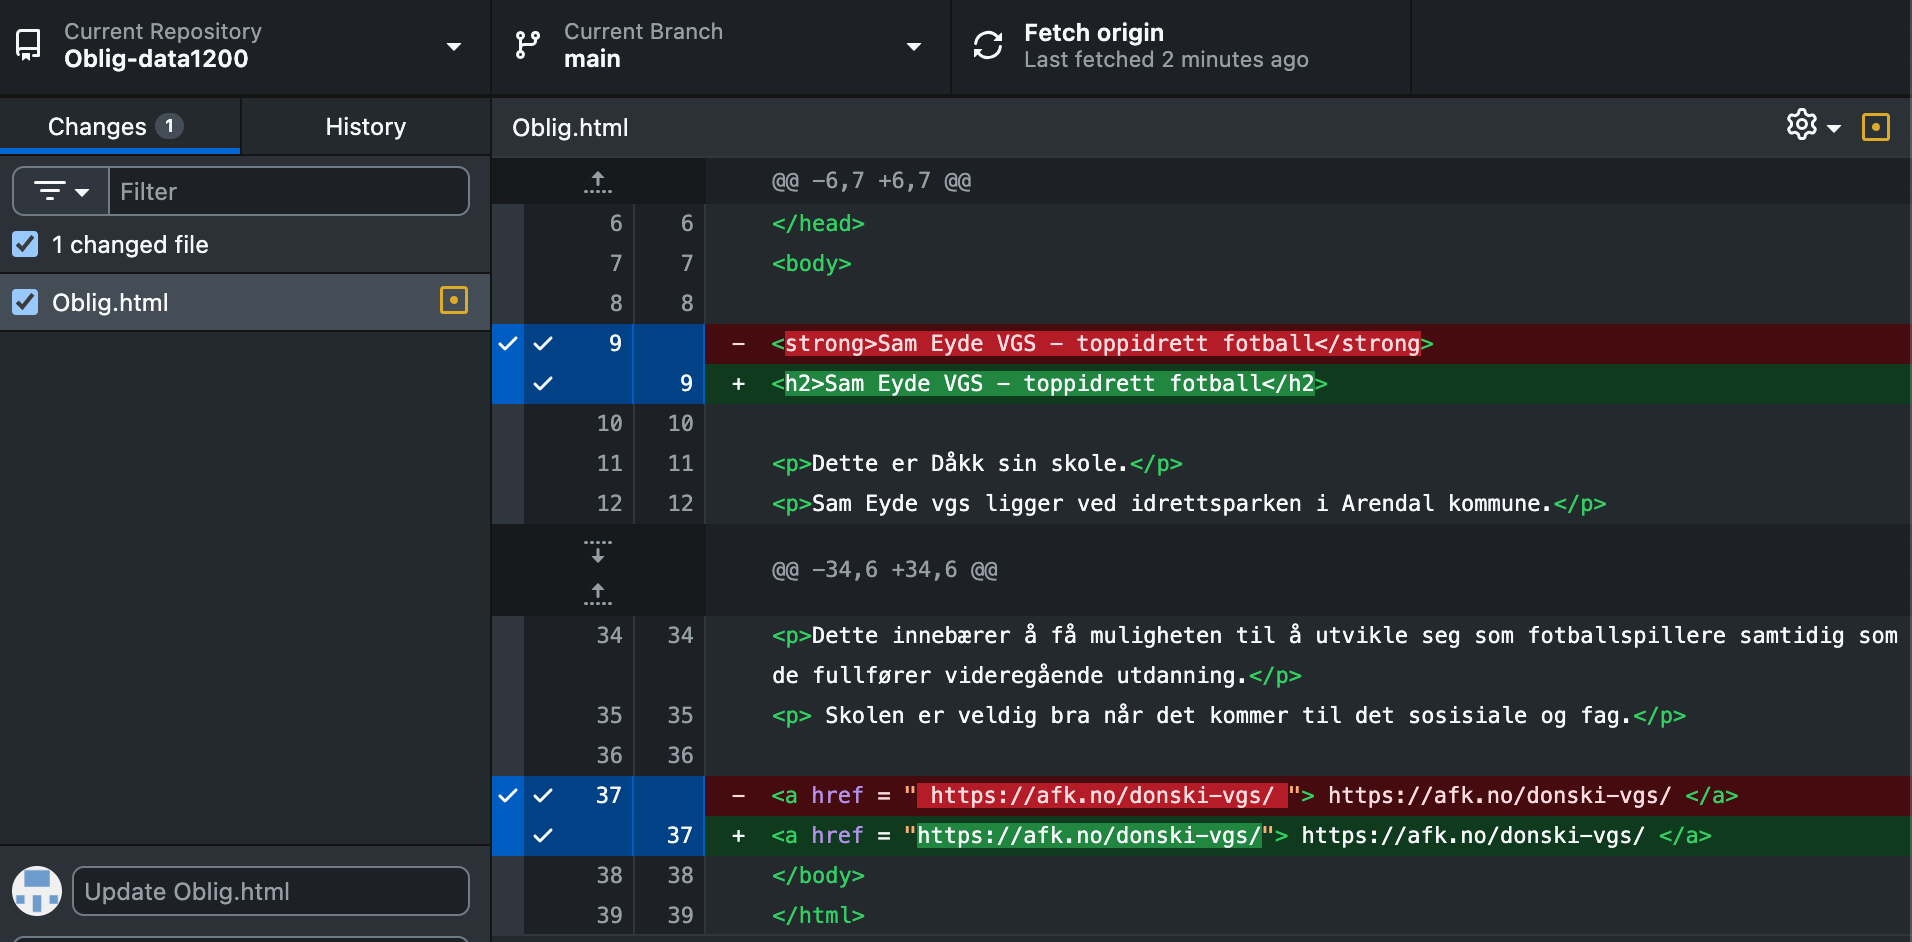 Current Repository
Oblig-data1200
Current Branch
main
Fetch origin
Last fetched 2 minutes ago
Changes 1
History
Filter
1 changed file
Oblig.html
Update Oblig.html
Oblig.html
@@ -6,7 +6,7 @@
6 6 </head>
7 7 <body>
8 8
9 - <strong>Sam Eyde VGS - toppidrett fotball</strong>
9 + <h2>Sam Eyde VGS - toppidrett fotball</h2>
10 10
11 11 <p>Dette er Dåkk sin skole.</p>
12 12 <p>Sam Eyde vgs ligger ved idrettsparken i Arendal kommune.</p>
@@ -34,6 +34,6 @@
34 34 <p>Dette innebærer å få muligheten til å utvikle seg som fotballspillere samtidig som
de fullfører videregående utdanning.</p>
35 35 <p> Skolen er veldig bra når det kommer til det sosisiale og fag.</p>
36 36
37 - <a href = " https://afk.no/donski-vgs/ "> https://afk.no/donski-vgs/ </a>
37 + <a href = "https://afk.no/donski-vgs/"> https://afk.no/donski-vgs/ </a>
38 38 </body>
39 39 </html>